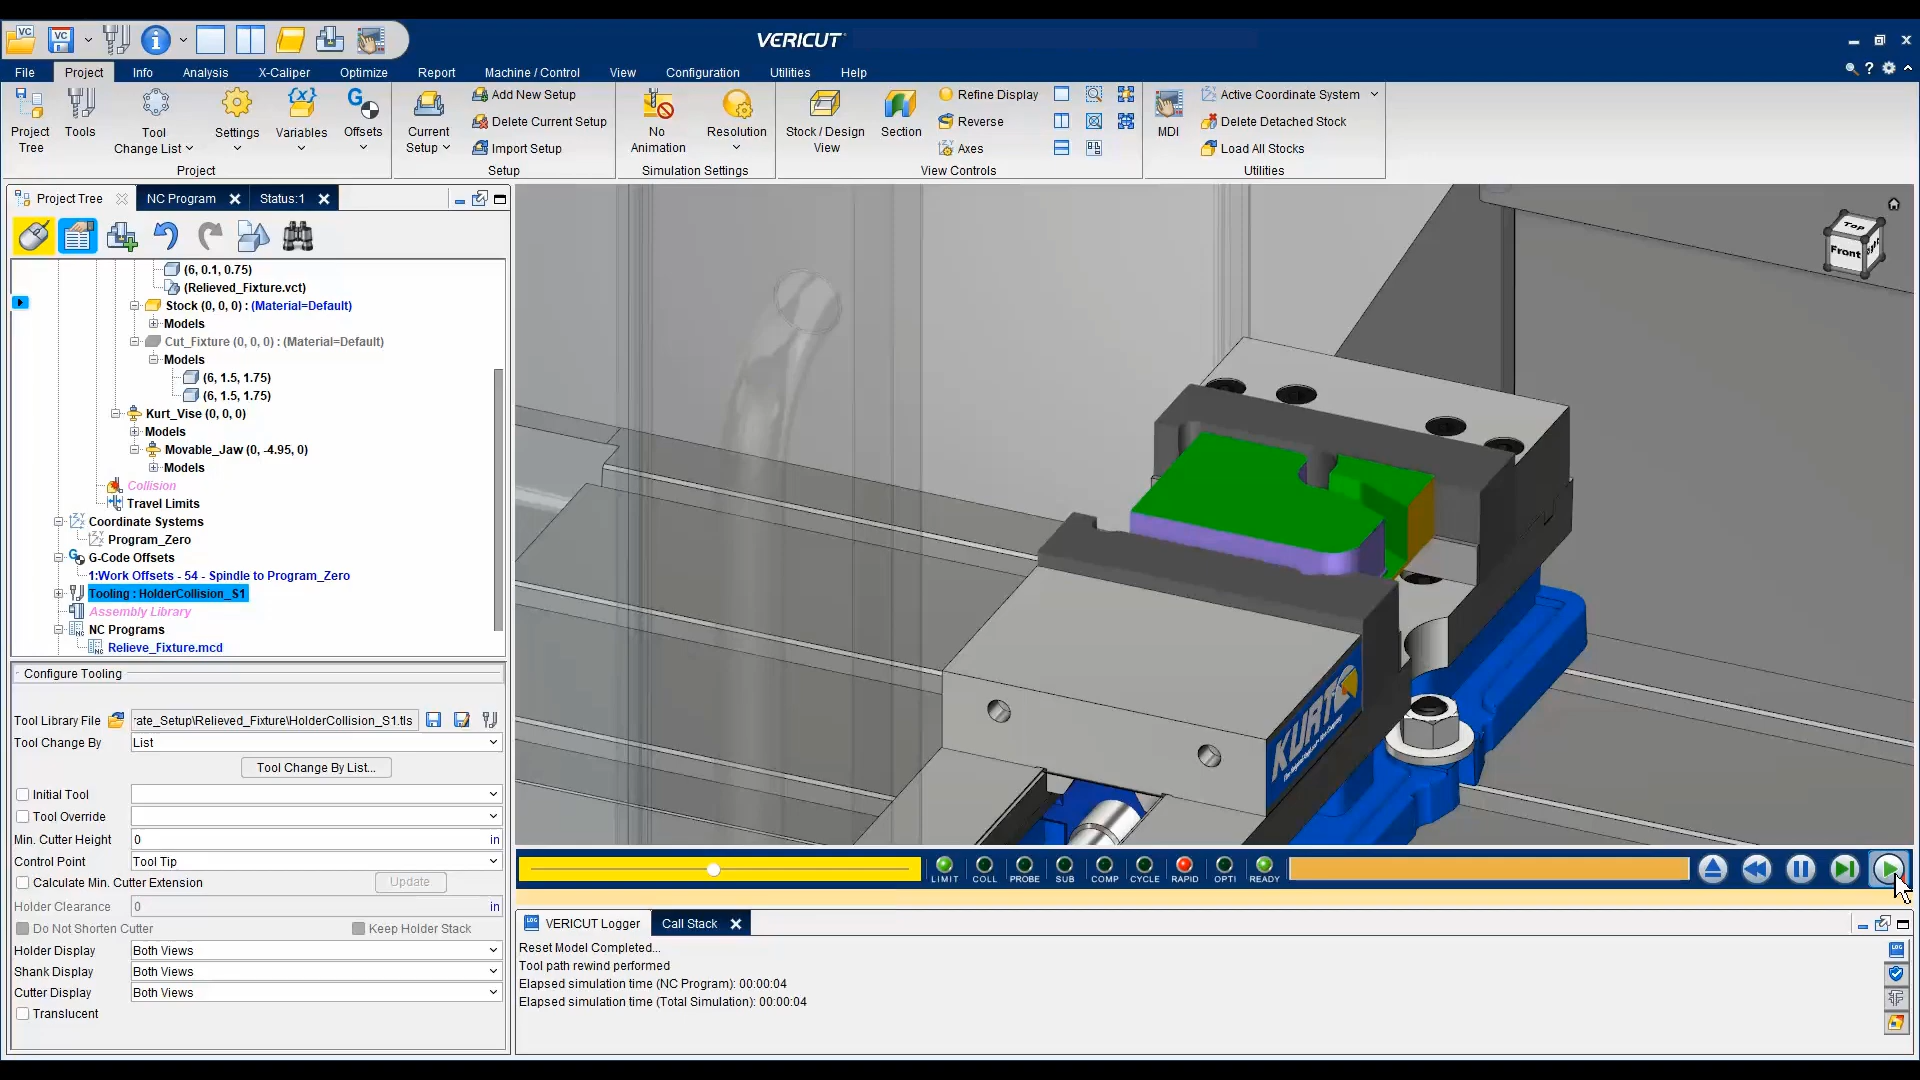 VC VC VERICUT
File Project Info Analysis X-Caliper Optimize Report Machine / Control View Configuration Utilities Help
Project Tree
Tools
Tool Change List
Settings
Variables
Offsets
Project
Current Setup
Add New Setup
Delete Current Setup
Import Setup
Setup
No Animation
Resolution
Simulation Settings
Stock / Design View
Section
Refine Display
Reverse
Axes
View Controls
MDI
Active Coordinate System
Delete Detached Stock
Load All Stocks
Utilities
Project Tree NC Program Status:1
(6, 0.1, 0.75)
(Relieved_Fixture.vct)
Stock (0, 0, 0) : (Material=Default)
Models
Cut_Fixture (0, 0, 0) : (Material=Default)
Models
(6, 1.5, 1.75)
(6, 1.5, 1.75)
Kurt_Vise (0, 0, 0)
Models
Movable_Jaw (0, -4.95, 0)
Models
Collision
Travel Limits
Coordinate Systems
Program_Zero
G-Code Offsets
1:Work Offsets - 54 - Spindle to Program_Zero
Tooling : HolderCollision_S1
Assembly Library
NC Programs
Relieve_Fixture.mcd
Configure Tooling
Tool Library File :ate_Setup\Relieved_Fixture\HolderCollision_S1.tls
Tool Change By List
Tool Change By List...
Initial Tool
Tool Override
Min. Cutter Height 0 in
Control Point Tool Tip
Calculate Min. Cutter Extension Update
Holder Clearance 0 in
Do Not Shorten Cutter Keep Holder Stack
Holder Display Both Views
Shank Display Both Views
Cutter Display Both Views
Translucent
Top
Front
KURT
LIMIT COLL PROBE SUB COMP CYCLE RAPID OPTI READY
VERICUT Logger Call Stack
Reset Model Completed...
Tool path rewind performed
Elapsed simulation time (NC Program): 00:00:04
Elapsed simulation time (Total Simulation): 00:00:04